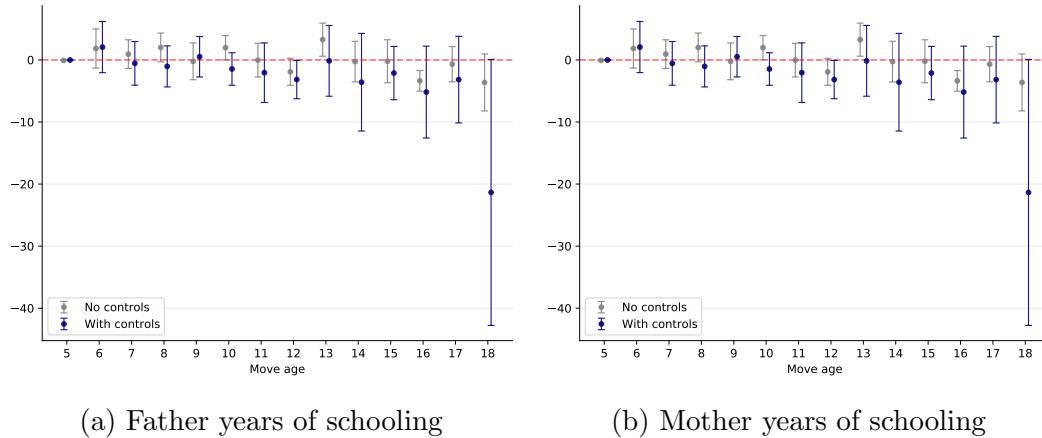 0
−10
−20
−30
−40
No controls
With controls
5 6 7 8 9 10 11 12 13 14 15 16 17 18
Move age
(a) Father years of schooling
0
−10
−20
−30
−40
No controls
With controls
5 6 7 8 9 10 11 12 13 14 15 16 17 18
Move age
(b) Mother years of schooling